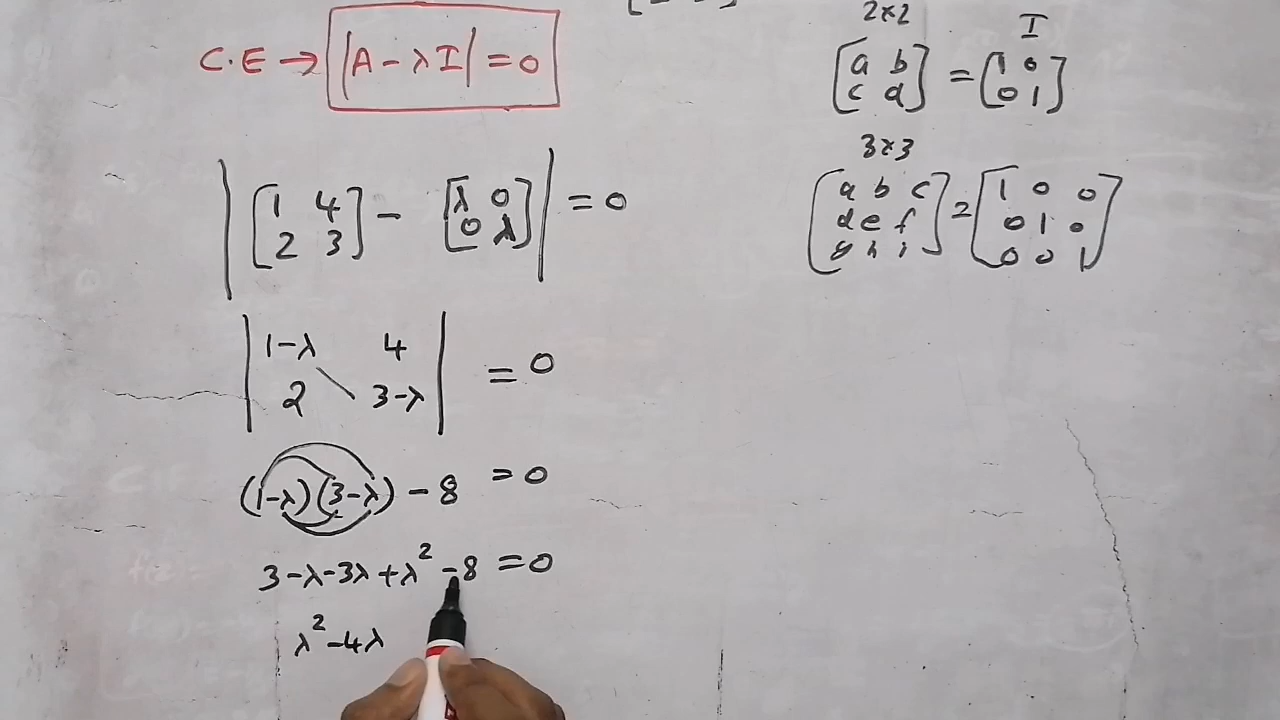 C.E → |A - λI| = 0
| [1 4
2 3] - [λ 0
0 λ] | = 0
| 1-λ 4
2 3-λ | = 0
(1-λ)(3-λ) - 8 = 0
3 - λ - 3λ + λ² - 8 = 0
λ² - 4λ
2×2
I
[a b
c d] = [1 0
0 1]
3×3
[a b c
d e f
g h i] = [1 0 0
0 1 0
0 0 1]